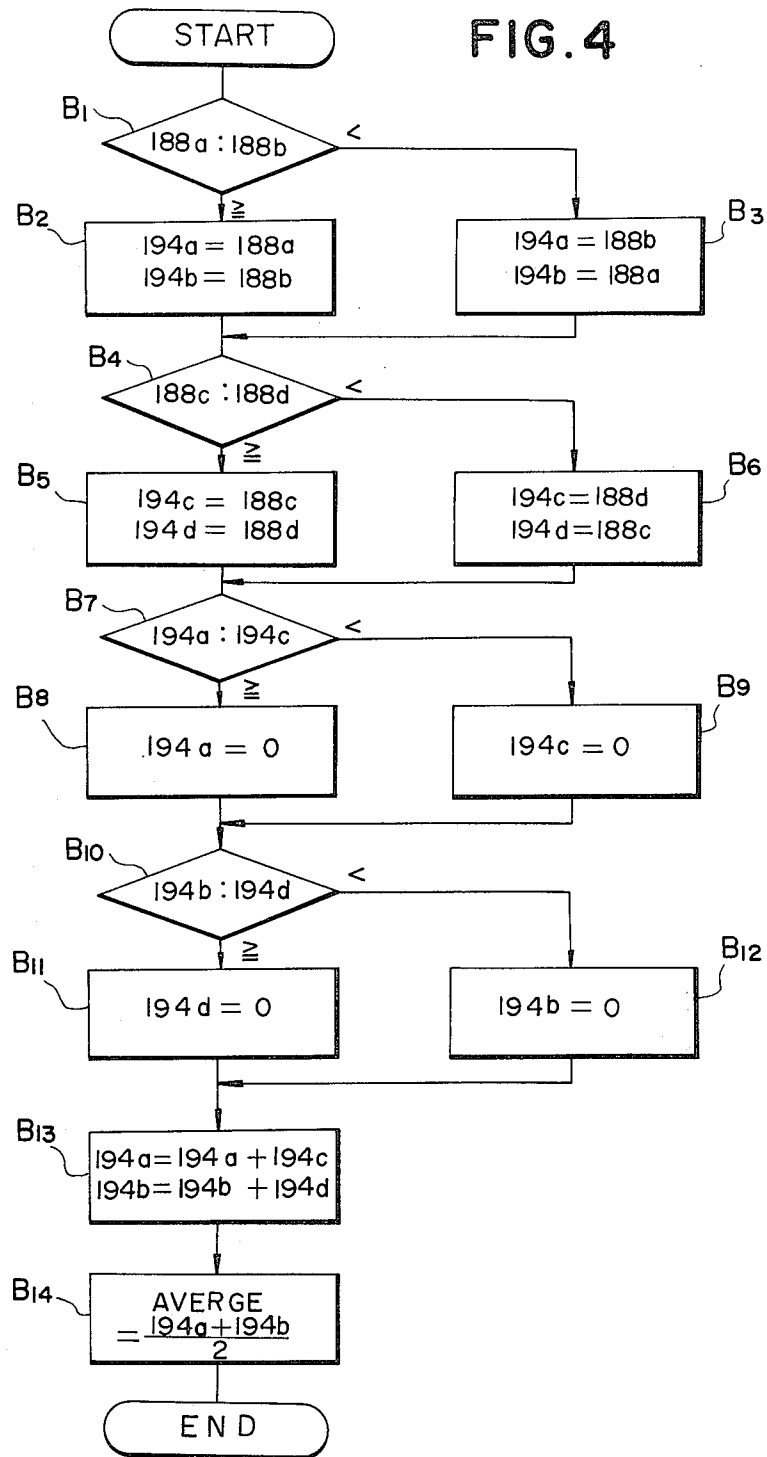 FIG.4
START
B1
188a : 188b
<
≧
B2
194a = 188a
194b = 188b
B3
194a = 188b
194b = 188a
B4
188c : 188d
<
≧
B5
194c = 188c
194d = 188d
B6
194c = 188d
194d = 188c
B7
194a : 194c
<
≧
B8
194a = 0
B9
194c = 0
B10
194b : 194d
<
≧
B11
194d = 0
B12
194b = 0
B13
194a = 194a + 194c
194b = 194b + 194d
B14
AVERGE
= 194a + 194b
2
END